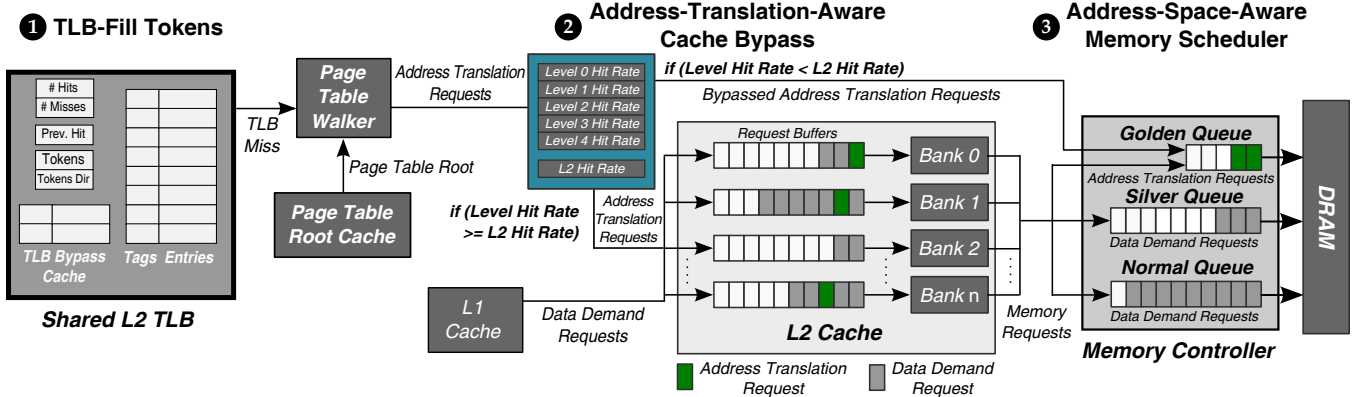 1 TLB-Fill Tokens
# Hits
# Misses
Prev. Hit
Tokens
Tokens Dir
TLB Bypass
Cache
Tags Entries
Shared L2 TLB
TLB
Miss
Page
Table
Walker
Page Table Root
Page Table
Root Cache
Address Translation
Requests
2 Address-Translation-Aware
Cache Bypass
Level 0 Hit Rate
Level 1 Hit Rate
Level 2 Hit Rate
Level 3 Hit Rate
Level 4 Hit Rate
L2 Hit Rate
if (Level Hit Rate < L2 Hit Rate)
Bypassed Address Translation Requests
if (Level Hit Rate
>= L2 Hit Rate)
Address
Translation
Requests
L1
Cache
Data Demand
Requests
Request Buffers
Bank 0
Bank 1
Bank 2
Bank n
L2 Cache
Address Translation
Request
Data Demand
Request
Memory
Requests
3 Address-Space-Aware
Memory Scheduler
Golden Queue
Address Translation Requests
Silver Queue
Data Demand Requests
Normal Queue
Data Demand Requests
Memory Controller
DRAM